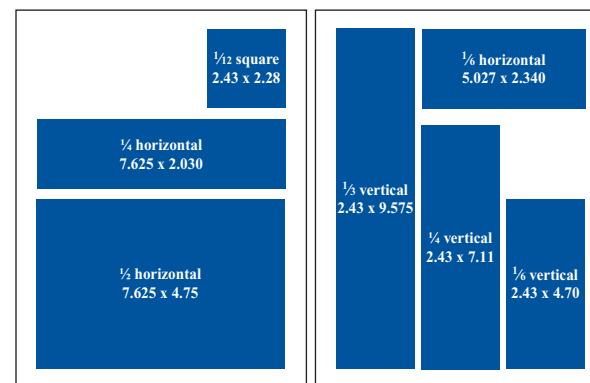 ¹⁄₁₂ square
2.43 x 2.28
¼ horizontal
7.625 x 2.030
½ horizontal
7.625 x 4.75
⅙ horizontal
5.027 x 2.340
⅓ vertical
2.43 x 9.575
¼ vertical
2.43 x 7.11
⅙ vertical
2.43 x 4.70